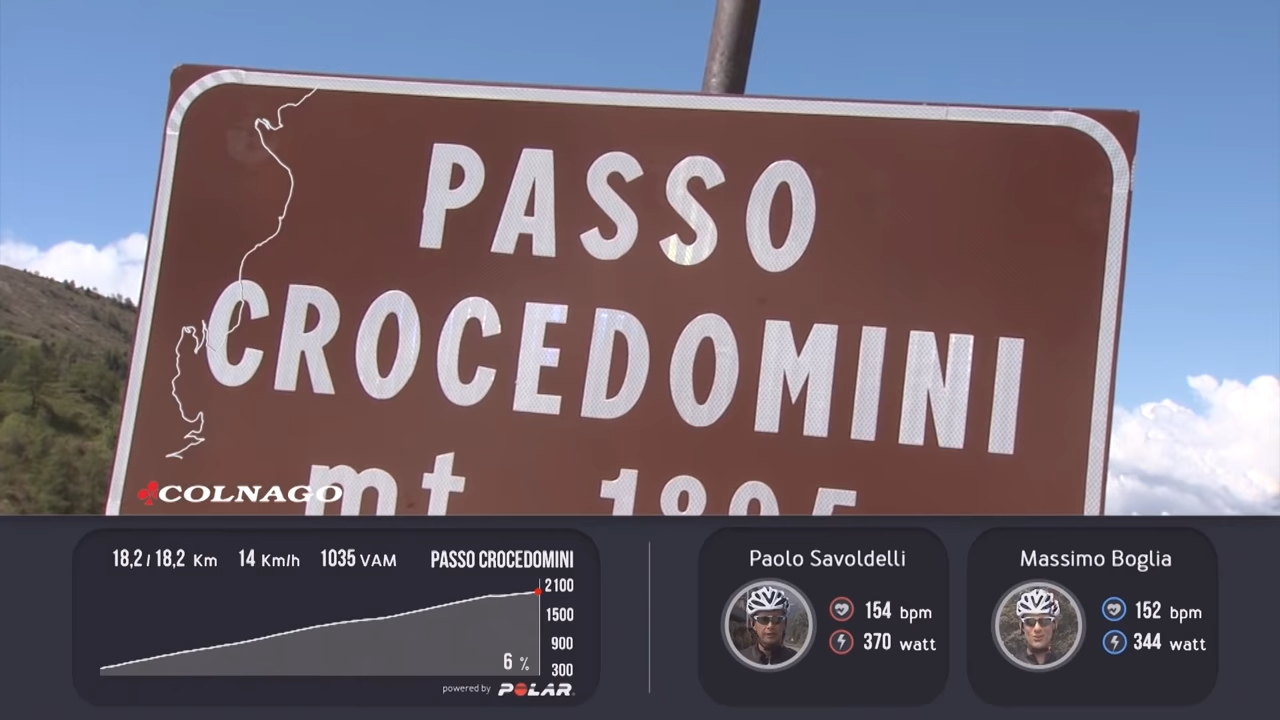 PASSO
CROCEDOMINI
mt
COLNAGO
18,2 / 18,2 Km 14 Km/h 1035 VAM PASSO CROCEDOMINI
2100
1500
900
300
6 %
powered by POLAR
Paolo Savoldelli
154 bpm
370 watt
Massimo Boglia
152 bpm
344 watt